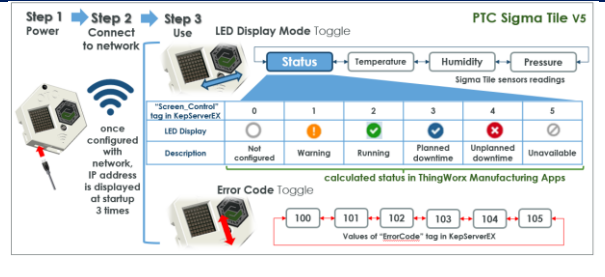 Step 1
Power
Step 2
Connect
to network
Step 3
Use
PTC Sigma Tile V5
LED Display Mode Toggle
Status
Temperature
Humidity
Pressure
Sigma Tile sensors readings
once
configured
with
network,
IP address
is displayed
at startup
3 times
"Screen_Control"
tag in KepServerEX
0
1
2
3
4
5
LED Display
Description
Not
configured
Warning
Running
Planned
downtime
Unplanned
downtime
Unavailable
calculated status in ThingWorx Manufacturing Apps
Error Code Toggle
100
101
102
103
104
105
Values of "ErrorCode" tag in KepServerEX